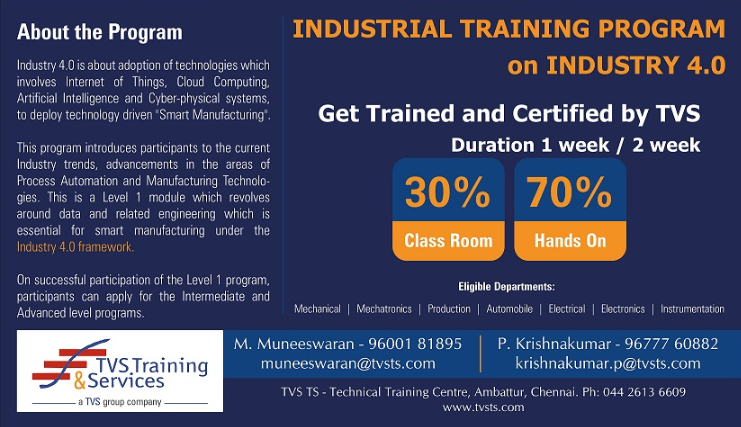 About the Program
Industry 4.0 is about adoption of technologies which
involves Internet of Things, Cloud Computing,
Artificial Intelligence and Cyber-physical systems,
to deploy technology driven "Smart Manufacturing".
This program introduces participants to the current
Industry trends, advancements in the areas of
Process Automation and Manufacturing Technolo-
gies. This is a Level 1 module which revolves
around data and related engineering which is
essential for smart manufacturing under the
Industry 4.0 framework.
On successful participation of the Level 1 program,
participants can apply for the Intermediate and
Advanced level programs.
INDUSTRIAL TRAINING PROGRAM
on INDUSTRY 4.0
Get Trained and Certified by TVS
Duration 1 week / 2 week
30% 70%
Class Room Hands On
Eligible Departments:
Mechanical | Mechatronics | Production | Automobile | Electrical | Electronics | Instrumentation
TVS Training
& Services
a TVS group company
M. Muneeswaran - 96001 81895
muneeswaran@tvsts.com
P. Krishnakumar - 96777 60882
krishnakumar.p@tvsts.com
TVS TS - Technical Training Centre, Ambattur, Chennai. Ph: 044 2613 6609
www.tvsts.com